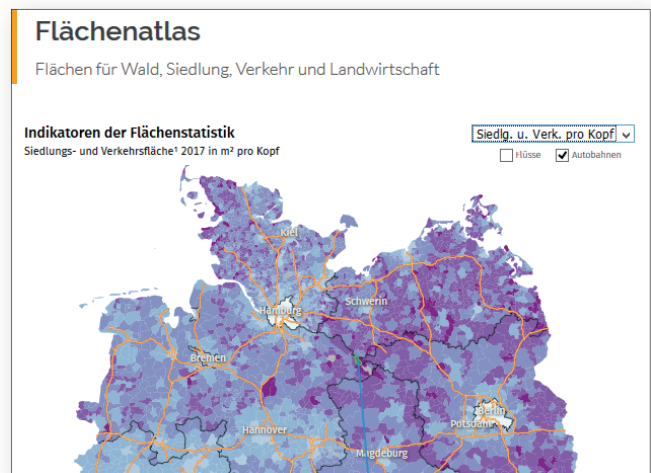 Flächenatlas
Flächen für Wald, Siedlung, Verkehr und Landwirtschaft
Indikatoren der Flächenstatistik
Siedlungs- und Verkehrsfläche¹ 2017 in m² pro Kopf
Siedlg. u. Verk. pro Kopf
Flüsse
Autobahnen
Kiel
Schwerin
Hamburg
Bremen
Berlin
Potsdam
Hannover
Magdeburg